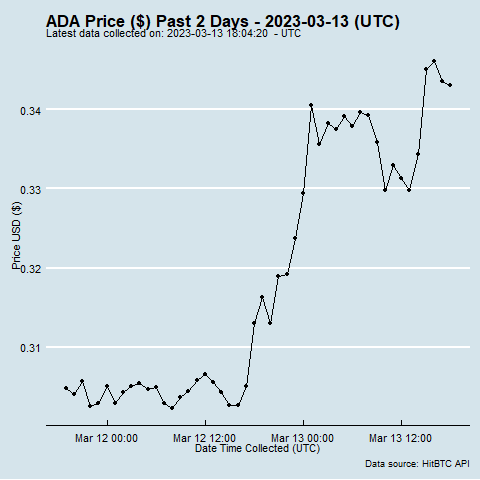 ADA Price ($) Past 2 Days - 2023-03-13 (UTC)
Latest data collected on: 2023-03-13 18:04:20 - UTC
0.34
0.33
0.32
0.31
Price USD ($)
Mar 12 00:00 Mar 12 12:00 Mar 13 00:00 Mar 13 12:00
Date Time Collected (UTC)
Data source: HitBTC API